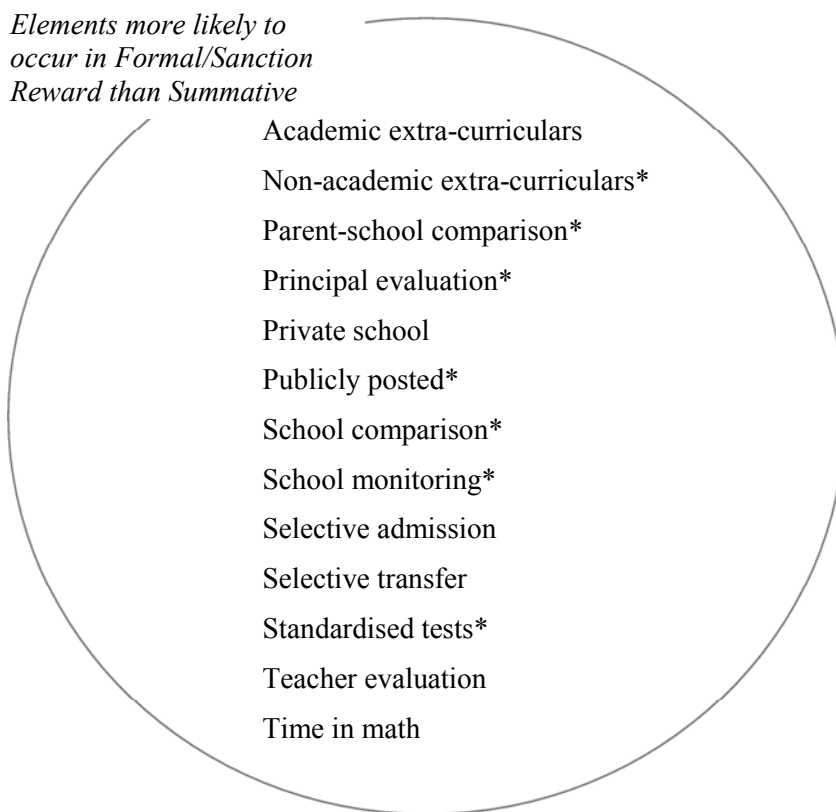 Elements more likely to
occur in Formal/Sanction
Reward than Summative
Academic extra-curriculars
Non-academic extra-curriculars*
Parent-school comparison*
Principal evaluation*
Private school
Publicly posted*
School comparison*
School monitoring*
Selective admission
Selective transfer
Standardised tests*
Teacher evaluation
Time in math